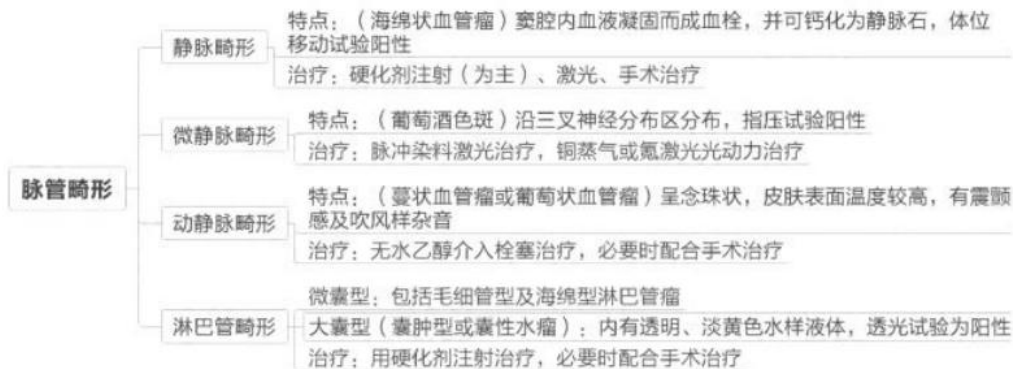 特点：（海绵状血管瘤）窦腔内血液凝固而成血栓，并可钙化为静脉石，体位
移动试验阳性
静脉畸形
治疗：硬化剂注射（为主）、激光、手术治疗
特点：（葡萄酒色斑）沿三叉神经分布区分布，指压试验阳性
微静脉畸形
治疗：脉冲染料激光治疗，铜蒸气或氪激光光动力治疗
脉管畸形
特点：（蔓状血管瘤或葡萄状血管瘤）呈念珠状，皮肤表面温度较高，有震颤
感及吹风样杂音
动静脉畸形
治疗：无水乙醇介入栓塞治疗，必要时配合手术治疗
微囊型：包括毛细管型及海绵型淋巴管瘤
淋巴管畸形
大囊型（囊肿型或囊性水瘤）：内有透明、淡黄色水样液体，透光试验为阳性
治疗：用硬化剂注射治疗，必要时配合手术治疗